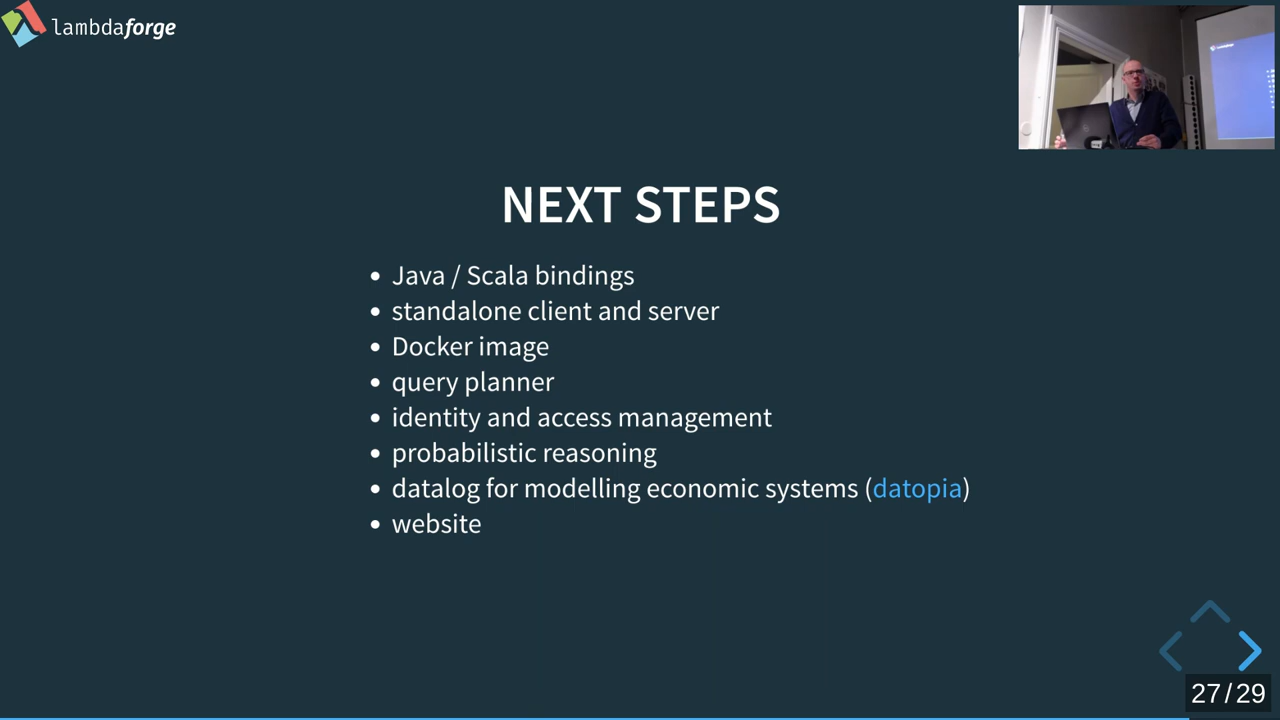 lambdaforge
NEXT STEPS
• Java / Scala bindings
• standalone client and server
• Docker image
• query planner
• identity and access management
• probabilistic reasoning
• datalog for modelling economic systems (datopia)
• website
27/29